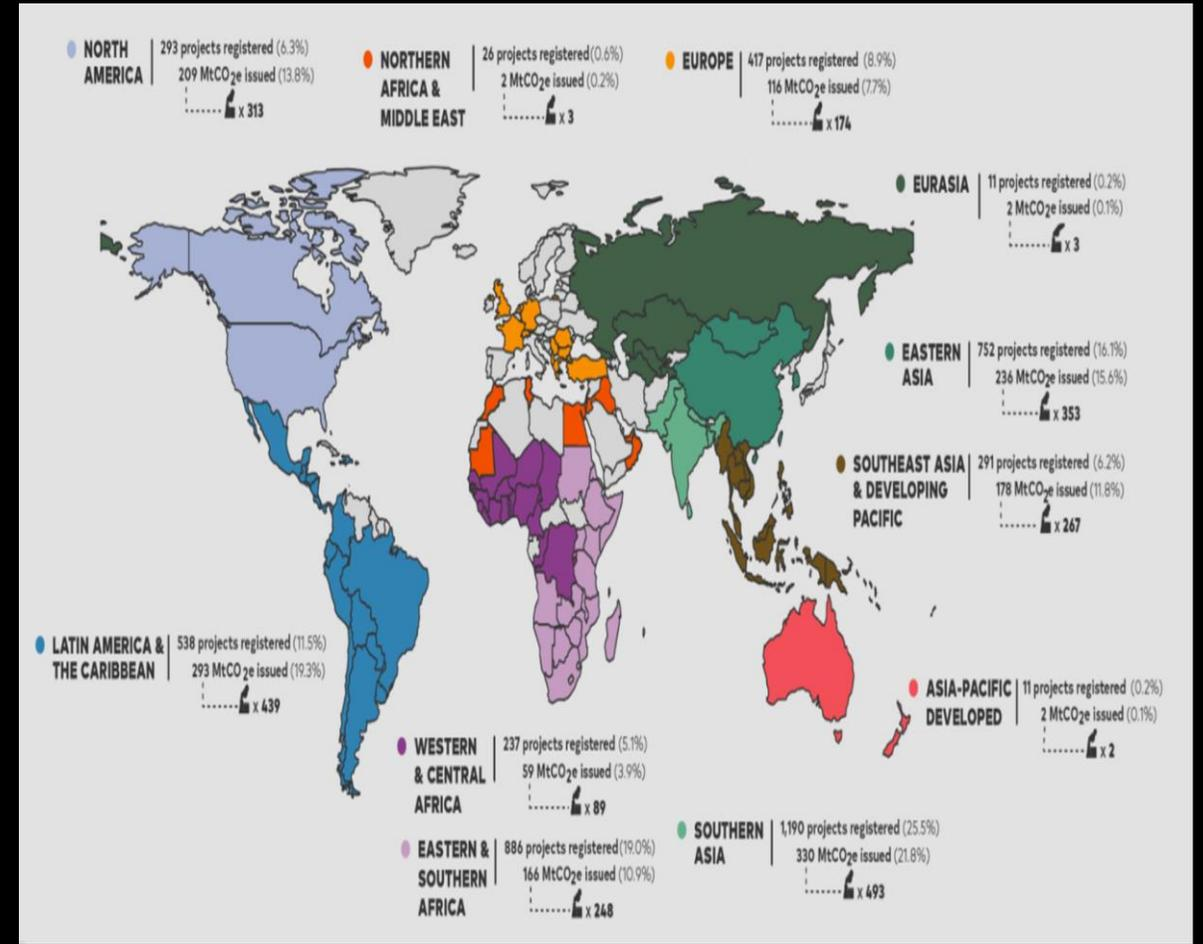 NORTH
AMERICA
293 projects registered (6.3%)
209 MtCO2e issued (13.8%)
x 313
NORTHERN
AFRICA &
MIDDLE EAST
26 projects registered (0.6%)
2 MtCO2e issued (0.2%)
x 3
EUROPE
417 projects registered (8.9%)
116 MtCO2e issued (7.7%)
x 174
EURASIA
11 projects registered (0.2%)
2 MtCO2e issued (0.1%)
x 3
EASTERN
ASIA
752 projects registered (16.1%)
236 MtCO2e issued (15.6%)
x 353
SOUTHEAST ASIA
& DEVELOPING
PACIFIC
291 projects registered (6.2%)
178 MtCO2e issued (11.8%)
x 267
LATIN AMERICA &
THE CARIBBEAN
538 projects registered (11.5%)
293 MtCO2e issued (19.3%)
x 439
ASIA-PACIFIC
DEVELOPED
11 projects registered (0.2%)
2 MtCO2e issued (0.1%)
x 2
WESTERN
& CENTRAL
AFRICA
237 projects registered (5.1%)
59 MtCO2e issued (3.9%)
x 89
EASTERN &
SOUTHERN
AFRICA
886 projects registered (19.0%)
166 MtCO2e issued (10.9%)
x 248
SOUTHERN
ASIA
1,190 projects registered (25.5%)
330 MtCO2e issued (21.8%)
x 493